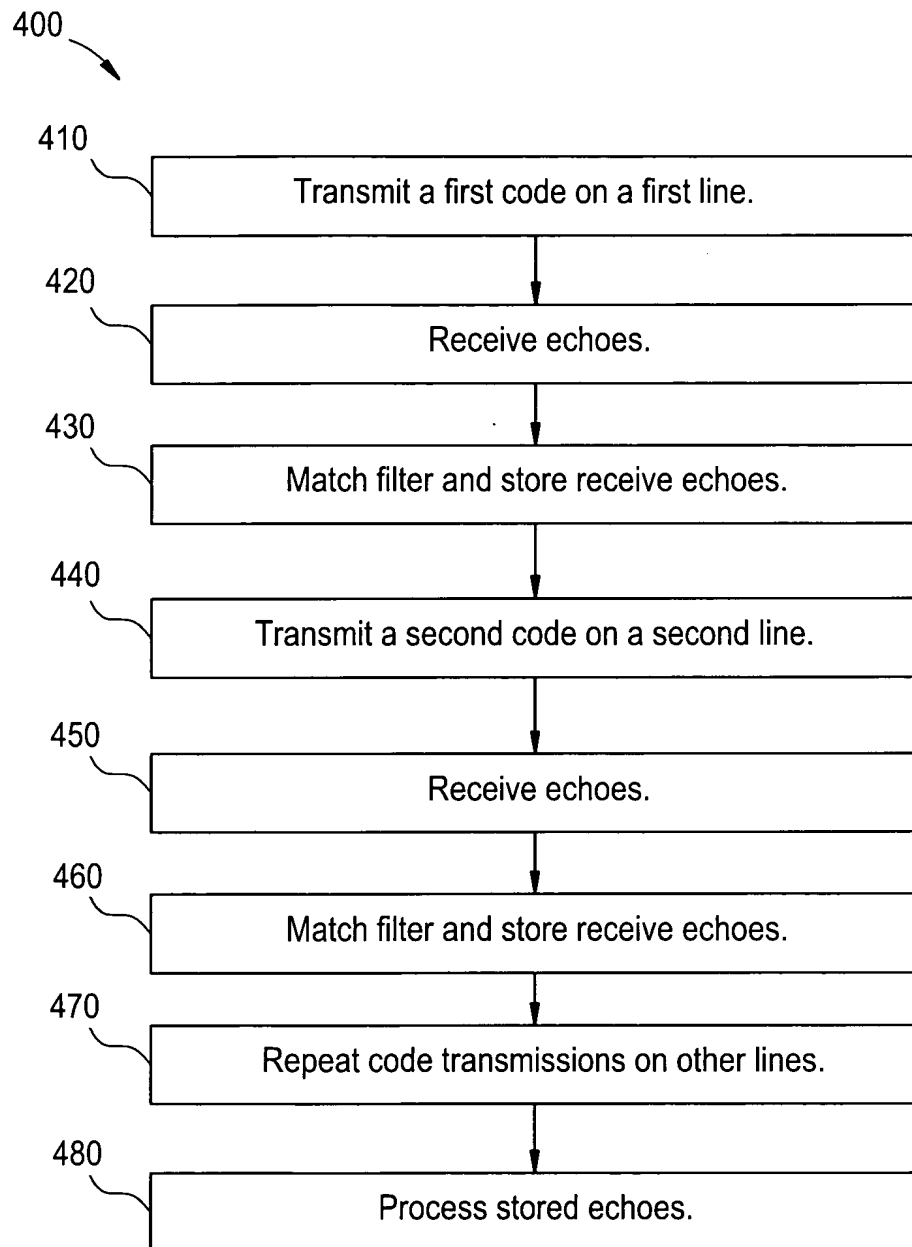 400
410
Transmit a first code on a first line.
420
Receive echoes.
430
Match filter and store receive echoes.
440
Transmit a second code on a second line.
450
Receive echoes.
460
Match filter and store receive echoes.
470
Repeat code transmissions on other lines.
480
Process stored echoes.